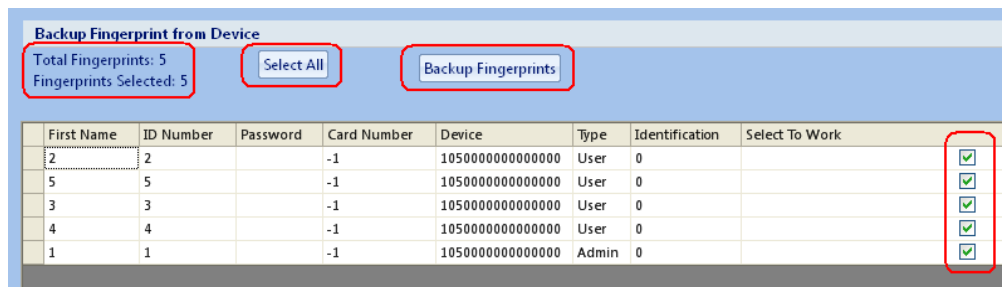 Backup Fingerprint from Device
Total Fingerprints: 5
Fingerprints Selected: 5
Select All
Backup Fingerprints
First Name ID Number Password Card Number Device Type Identification Select To Work
2 2 -1 1050000000000000 User 0
5 5 -1 1050000000000000 User 0
3 3 -1 1050000000000000 User 0
4 4 -1 1050000000000000 User 0
1 1 -1 1050000000000000 Admin 0